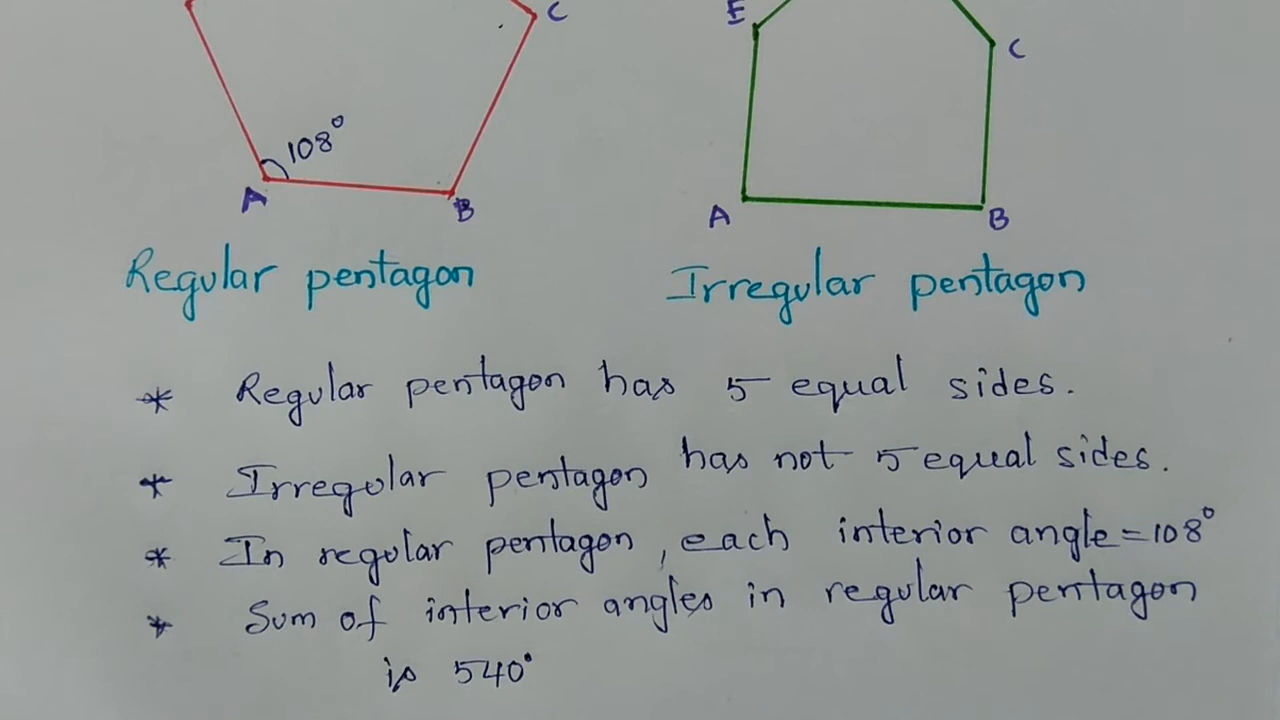 C
E
C
108°
A
B
A
B
Regular pentagon
Irregular pentagon
* Regular pentagon has 5 equal sides.
* Irregular pentagon has not 5 equal sides.
* In regular pentagon, each interior angle=108°
* Sum of interior angles in regular pentagon
is 540°